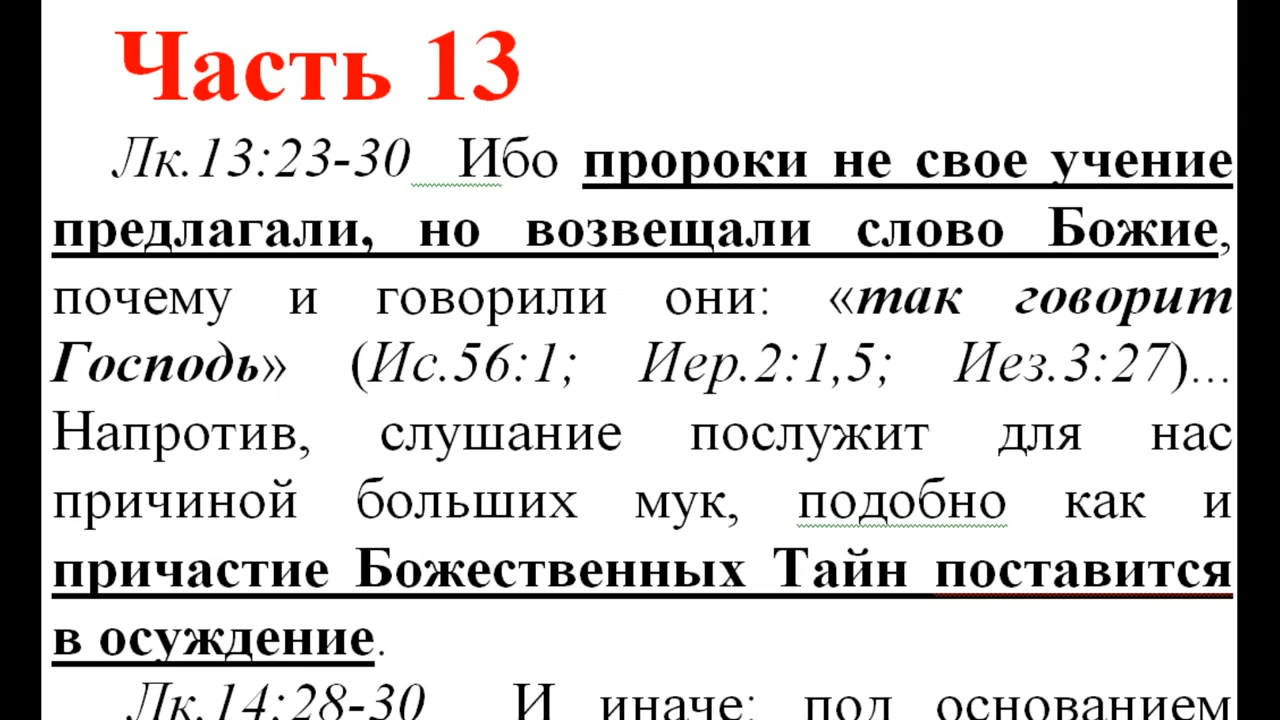 Часть 13
Лк.13:23-30 Ибо пророки не свое учение
предлагали, но возвещали слово Божие,
почему и говорили они: «так говорит
Господь» (Ис.56:1; Иер.2:1,5; Иез.3:27)...
Напротив, слушание послужит для нас
причиной больших мук, подобно как и
причастие Божественных Тайн поставится
в осуждение.
Лк.14:28-30 И иначе: под основанием